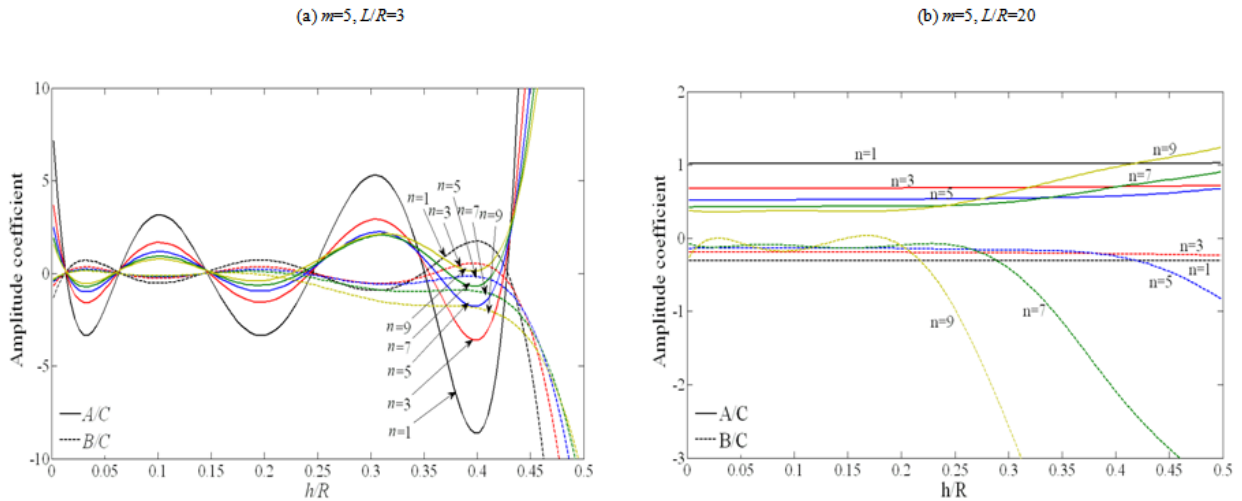 (a) m=5, L/R=3
Amplitude coefficient
10
5
0
-5
-10
n=1
n=3
n=5
n=7
n=9
n=9
n=7
n=5
n=3
n=1
A/C
B/C
0 0.05 0.1 0.15 0.2 0.25 0.3 0.35 0.4 0.45 0.5
h/R
(b) m=5, L/R=20
Amplitude coefficient
2
1
0
-1
-2
-3
n=1
n=3
n=5
n=9
n=7
n=3
n=1
n=5
n=7
n=9
A/C
B/C
0 0.05 0.1 0.15 0.2 0.25 0.3 0.35 0.4 0.45 0.5
h/R